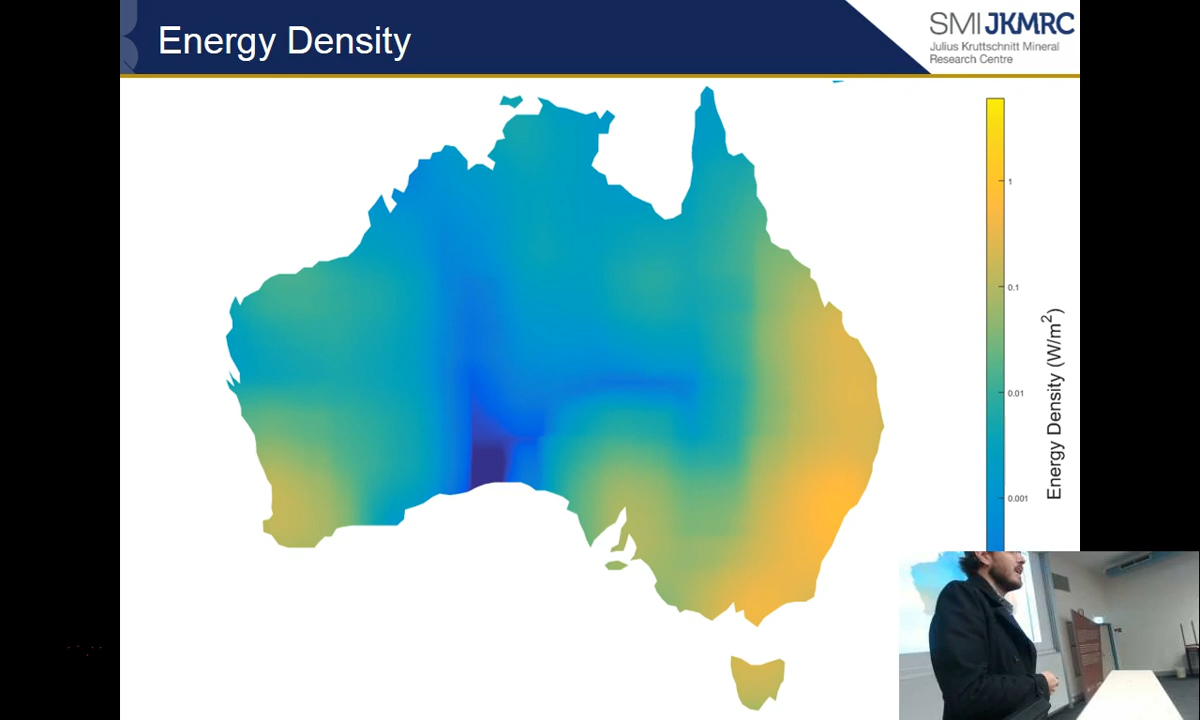 Energy Density
SMI JKMRC
Julius Kruttschnitt Mineral
Research Centre
1
0.1
0.01
0.001
Energy Density (W/m²)